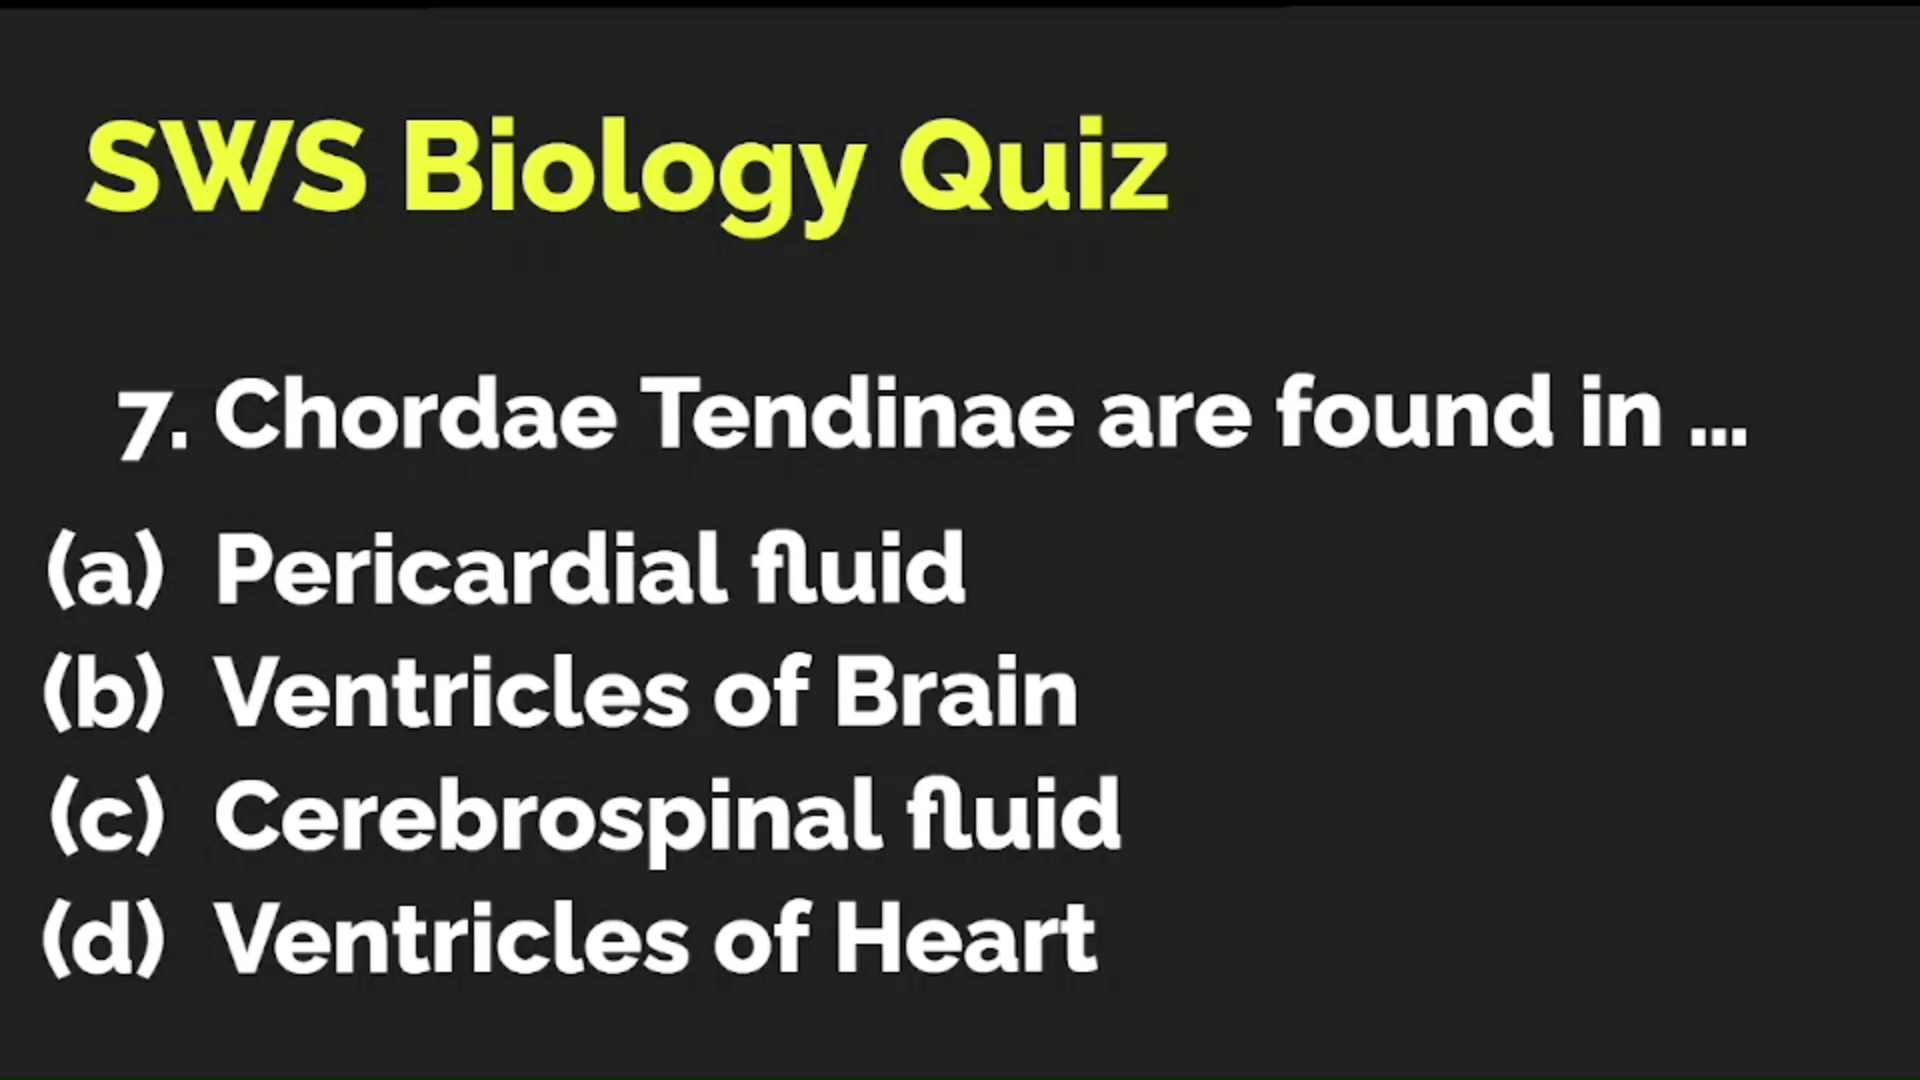 SWS Biology Quiz
7. Chordae Tendinae are found in ...
(a) Pericardial fluid
(b) Ventricles of Brain
(c) Cerebrospinal fluid
(d) Ventricles of Heart